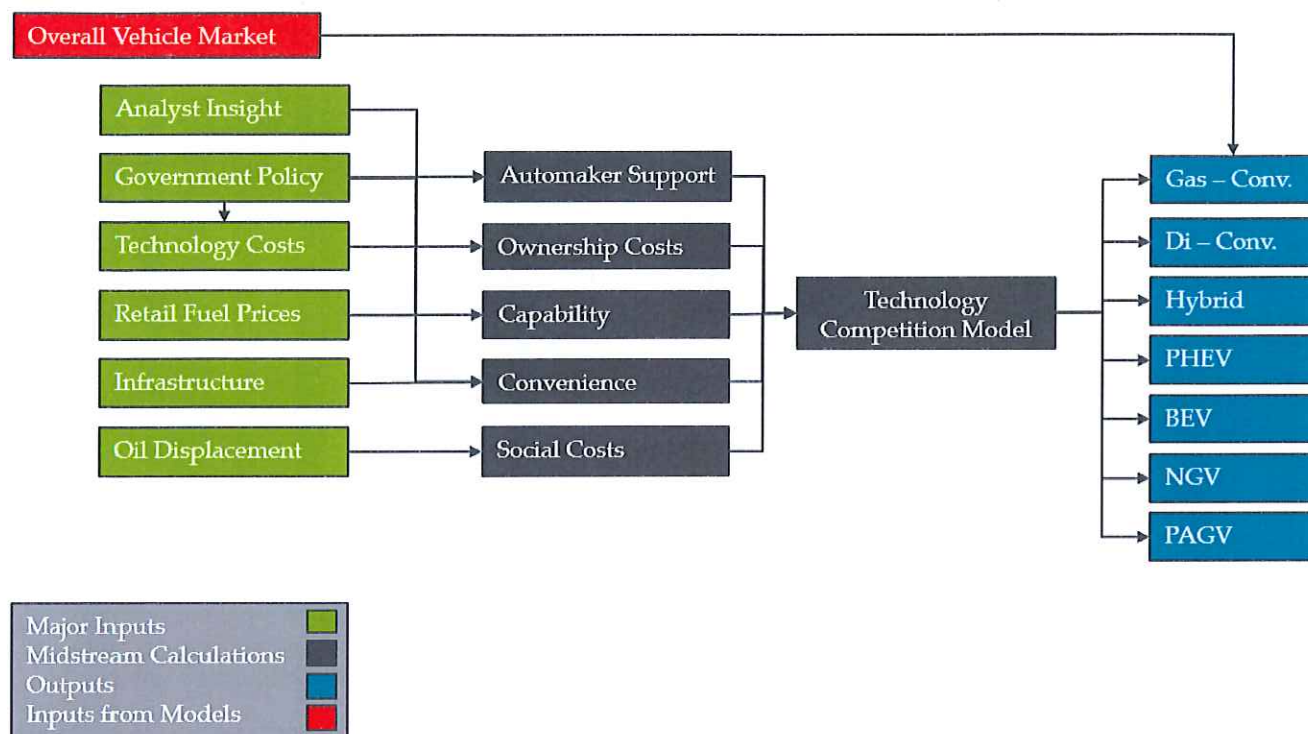 Overall Vehicle Market
Analyst Insight
Government Policy
Technology Costs
Retail Fuel Prices
Infrastructure
Oil Displacement
Automaker Support
Ownership Costs
Capability
Convenience
Social Costs
Technology
Competition Model
Gas – Conv.
Di – Conv.
Hybrid
PHEV
BEV
NGV
PAGV
Major Inputs
Midstream Calculations
Outputs
Inputs from Models